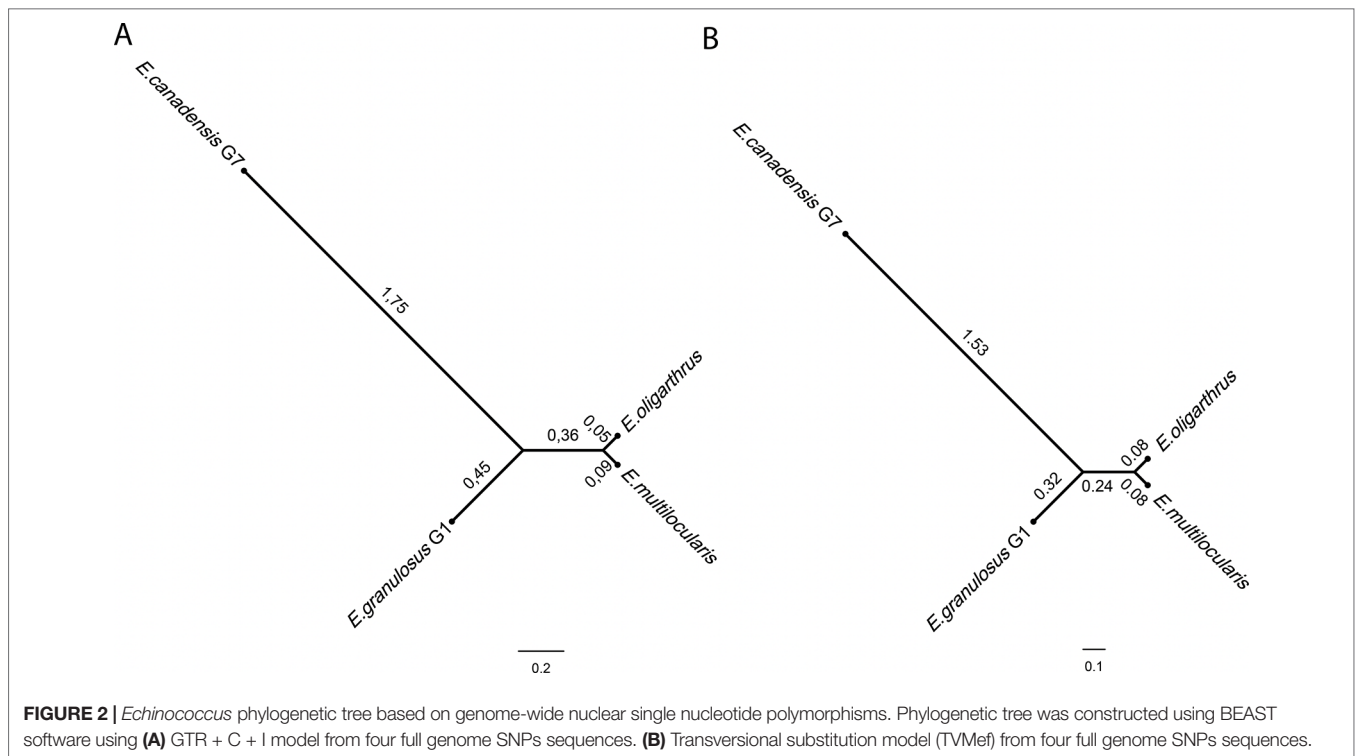 A
E.canadensis G7
1,75
0,36
0,05
E.oligarthrus
0,09
E.multilocularis
0,45
E.granulosus G1
0.2
B
E.canadensis G7
1.53
0.08
E.oligarthrus
0.24
0.08
E.multilocularis
0.32
E.granulosus G1
0.1
FIGURE 2 | Echinococcus phylogenetic tree based on genome-wide nuclear single nucleotide polymorphisms. Phylogenetic tree was constructed using BEAST
software using (A) GTR + C + I model from four full genome SNPs sequences. (B) Transversional substitution model (TVMef) from four full genome SNPs sequences.